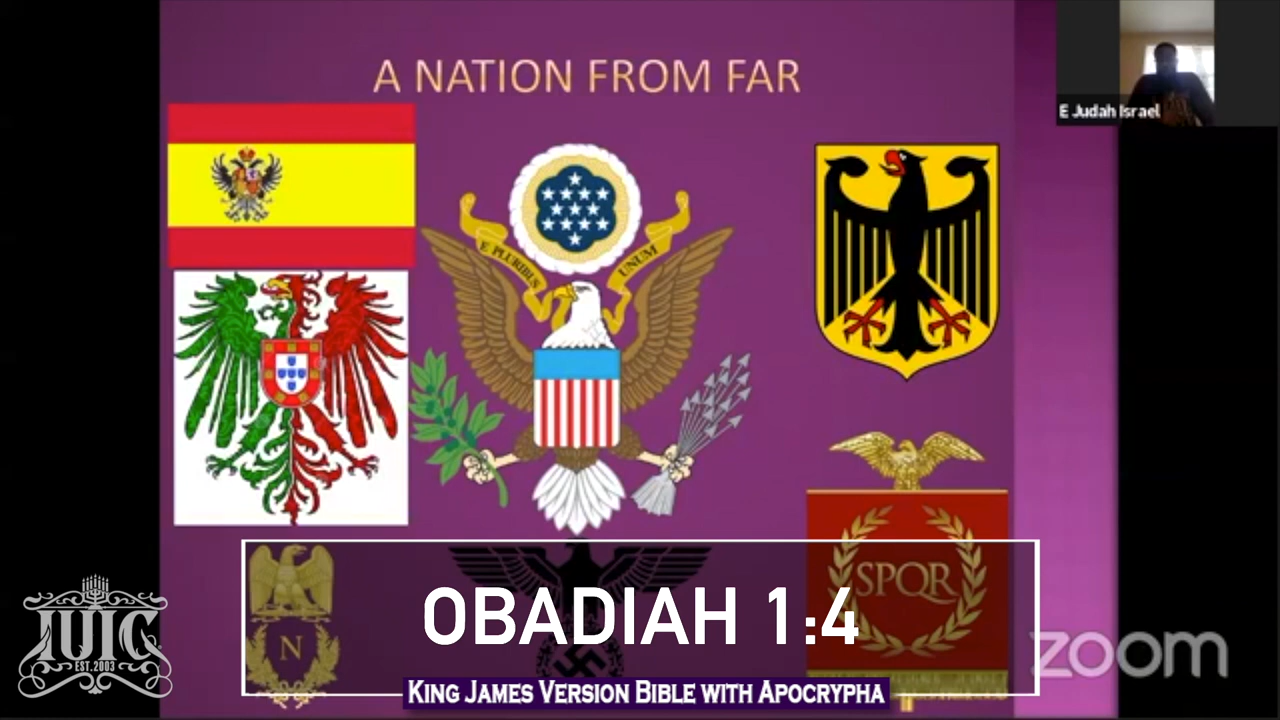 A NATION FROM FAR
E Judah Israel
E PLURIBUS UNUM
SPQR
N
OBADIAH 1:4
KING JAMES VERSION BIBLE WITH APOCRYPHA
IUIC
EST. 2003
zoom